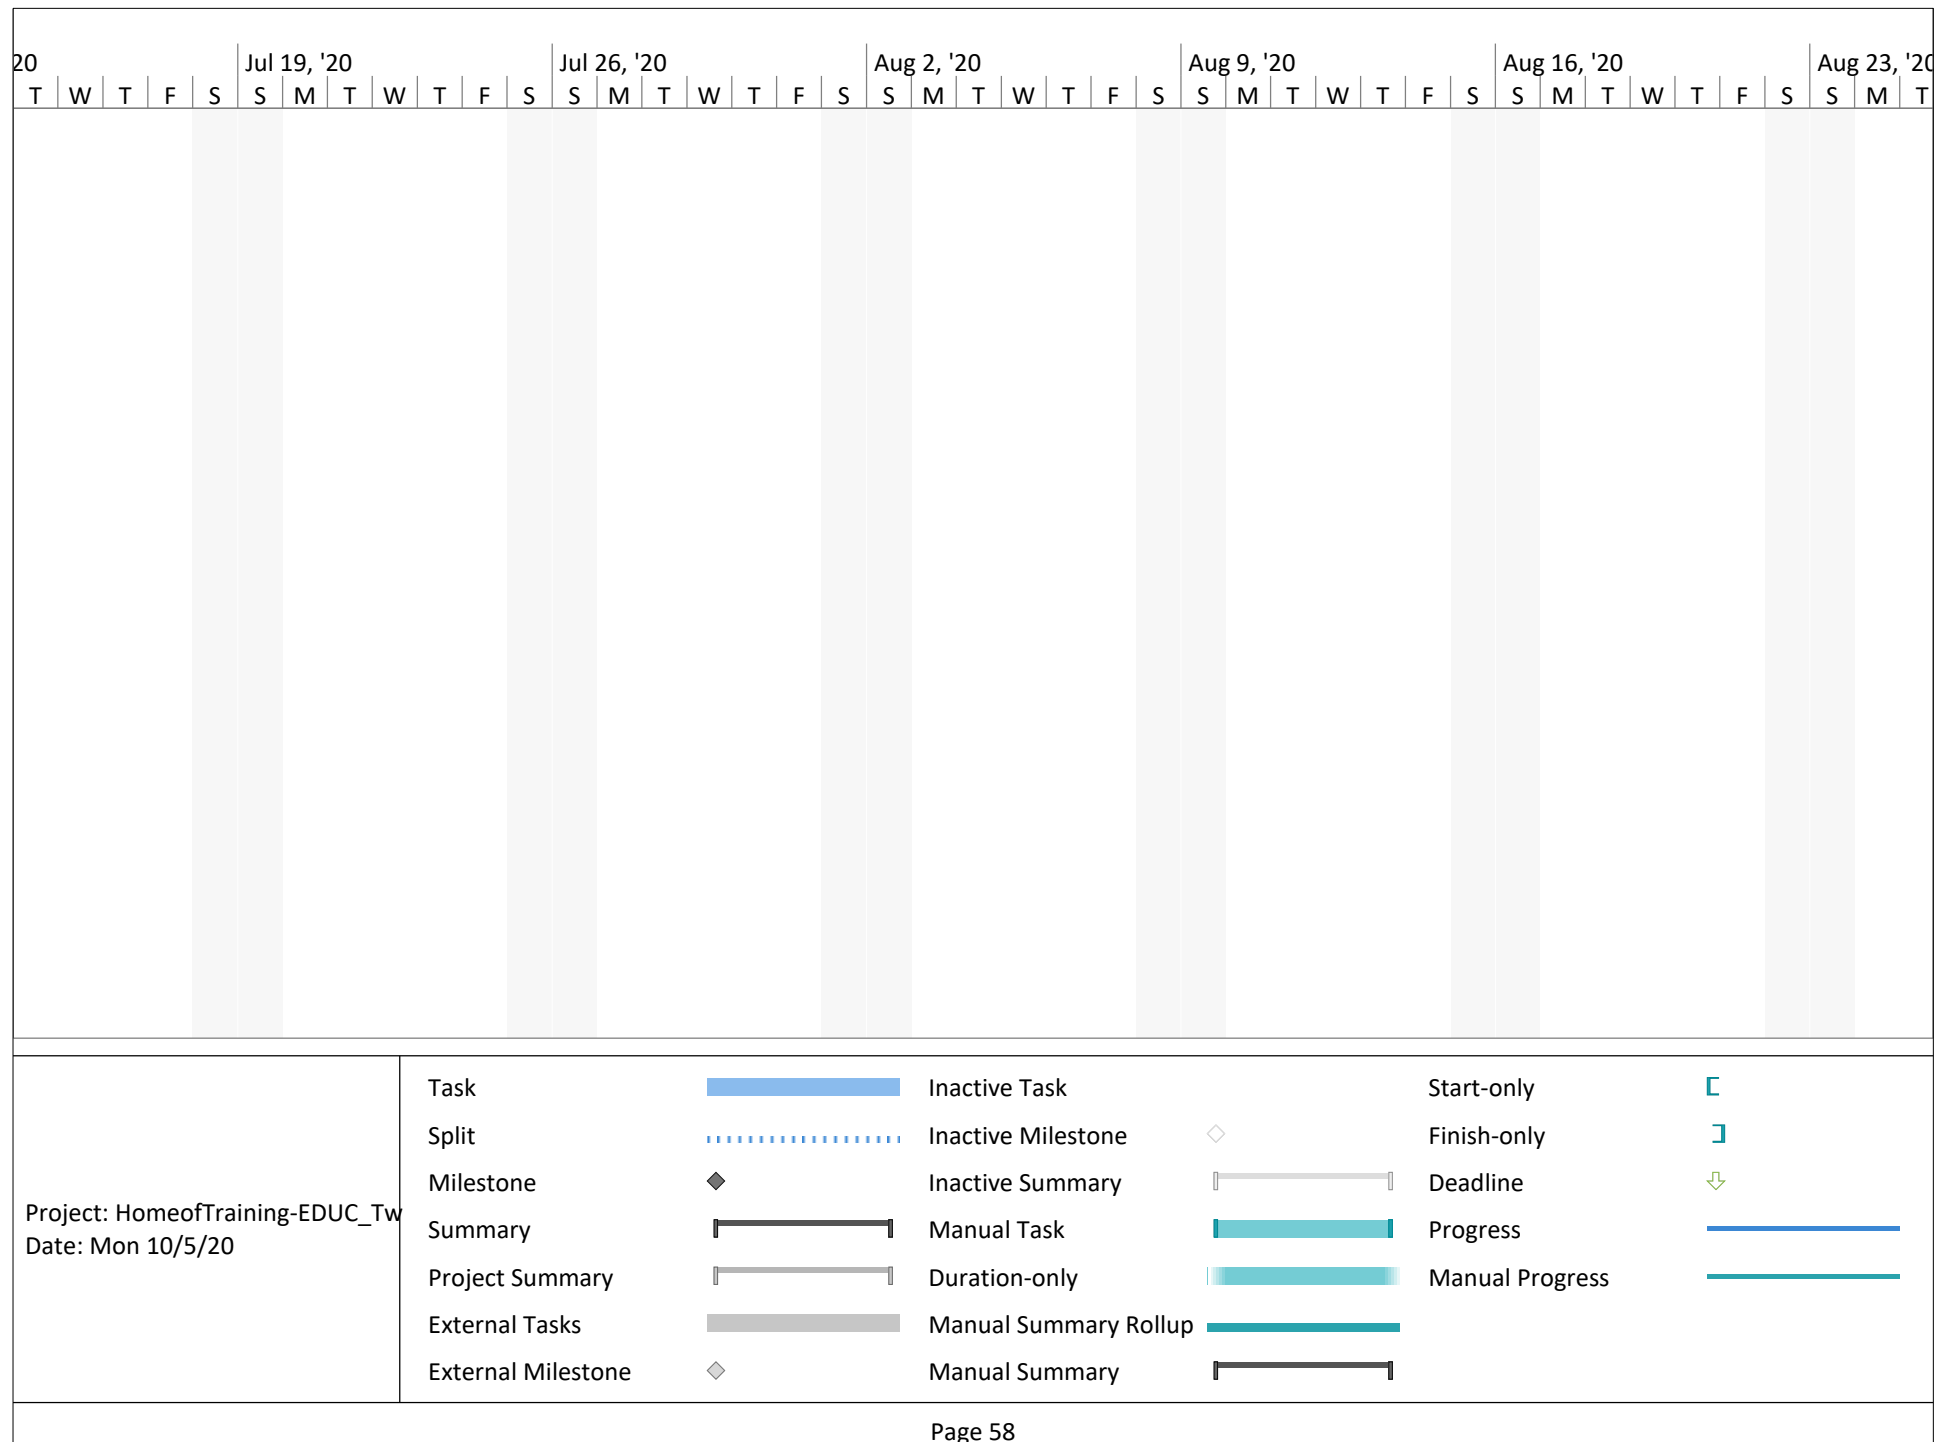 20 Jul 19, '20 Jul 26, '20 Aug 2, '20 Aug 9, '20 Aug 16, '20 Aug 23, '20
T W T F S S M T W T F S S M T W T F S S M T W T F S S M T W T F S S M T W T F S S M T
Task Inactive Task Start-only
Split Inactive Milestone Finish-only
Milestone Inactive Summary Deadline
Project: HomeofTraining-EDUC_Tw
Date: Mon 10/5/20
Summary Manual Task Progress
Project Summary Duration-only Manual Progress
External Tasks Manual Summary Rollup
External Milestone Manual Summary
Page 58